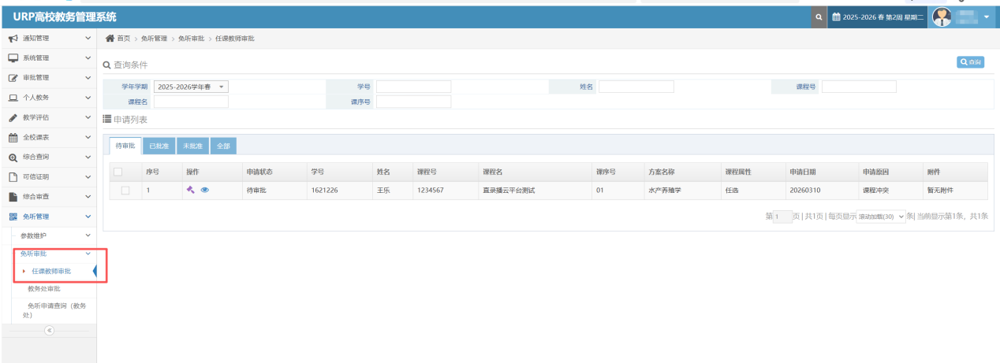 URP高校教务管理系统
2025-2026 春 第2周 星期二
通知管理
首页 > 免听管理 > 免听审批 > 任课教师审批
系统管理
查询条件
查询
审批管理
学年学期 2025-2026学年春 学号 姓名 课程号
个人教务
课程名 课序号
教学评估
申请列表
全校课表
待审批 已批准 未批准 全部
综合查询
序号 操作 申请状态 学号 姓名 课程号 课程名 课序号 方案名称 课程属性 申请日期 申请原因 附件
可信证明
1 待审批 1621226 王乐 1234567 直录播云平台测试 01 水产养殖学 任选 20260310 课程冲突 暂无附件
综合审查
免听管理
第 1 页|共1页|每页显示 滚动加载(30) 条|当前显示第1条, 共1条
参数维护
免听审批
任课教师审批
教务处审批
免听申请查询 (教务
处)